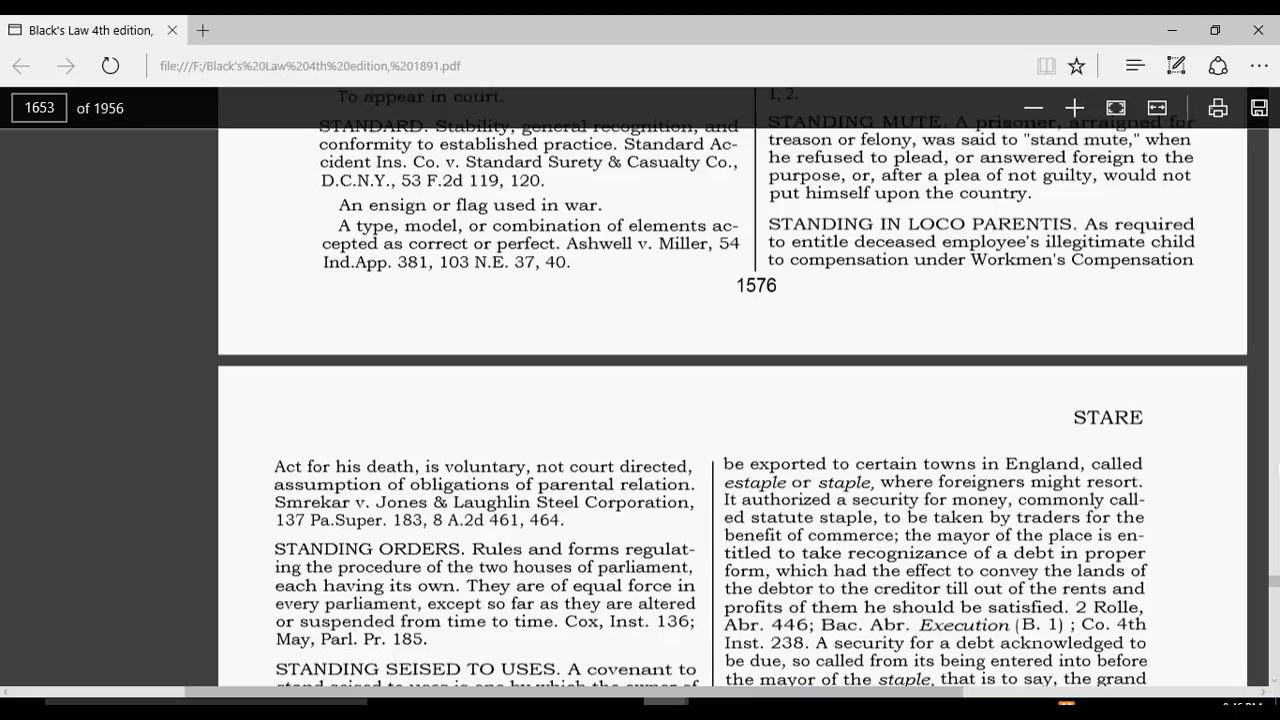 Black's Law 4th edition,
file:///F:/Black's%20Law%204th%20edition,%201891.pdf
1653 of 1956
To appear in court.
STANDARD. Stability, general recognition, and
conformity to established practice. Standard Ac-
cident Ins. Co. v. Standard Surety & Casualty Co.,
D.C.N.Y., 53 F.2d 119, 120.
An ensign or flag used in war.
A type, model, or combination of elements ac-
cepted as correct or perfect. Ashwell v. Miller, 54
Ind.App. 381, 103 N.E. 37, 40.
1, 2.
STANDING MUTE. A prisoner, arraigned for
treason or felony, was said to "stand mute," when
he refused to plead, or answered foreign to the
purpose, or, after a plea of not guilty, would not
put himself upon the country.
STANDING IN LOCO PARENTIS. As required
to entitle deceased employee's illegitimate child
to compensation under Workmen's Compensation
1576
STARE
Act for his death, is voluntary, not court directed,
assumption of obligations of parental relation.
Smrekar v. Jones & Laughlin Steel Corporation,
137 Pa.Super. 183, 8 A.2d 461, 464.
STANDING ORDERS. Rules and forms regulat-
ing the procedure of the two houses of parliament,
each having its own. They are of equal force in
every parliament, except so far as they are altered
or suspended from time to time. Cox, Inst. 136;
May, Parl. Pr. 185.
STANDING SEISED TO USES. A covenant to
stand seised to uses is one by which the owner of
be exported to certain towns in England, called
estaple or staple, where foreigners might resort.
It authorized a security for money, commonly call-
ed statute staple, to be taken by traders for the
benefit of commerce; the mayor of the place is en-
titled to take recognizance of a debt in proper
form, which had the effect to convey the lands of
the debtor to the creditor till out of the rents and
profits of them he should be satisfied. 2 Rolle,
Abr. 446; Bac. Abr. Execution (B. 1) ; Co. 4th
Inst. 238. A security for a debt acknowledged to
be due, so called from its being entered into before
the mayor of the staple, that is to say, the grand